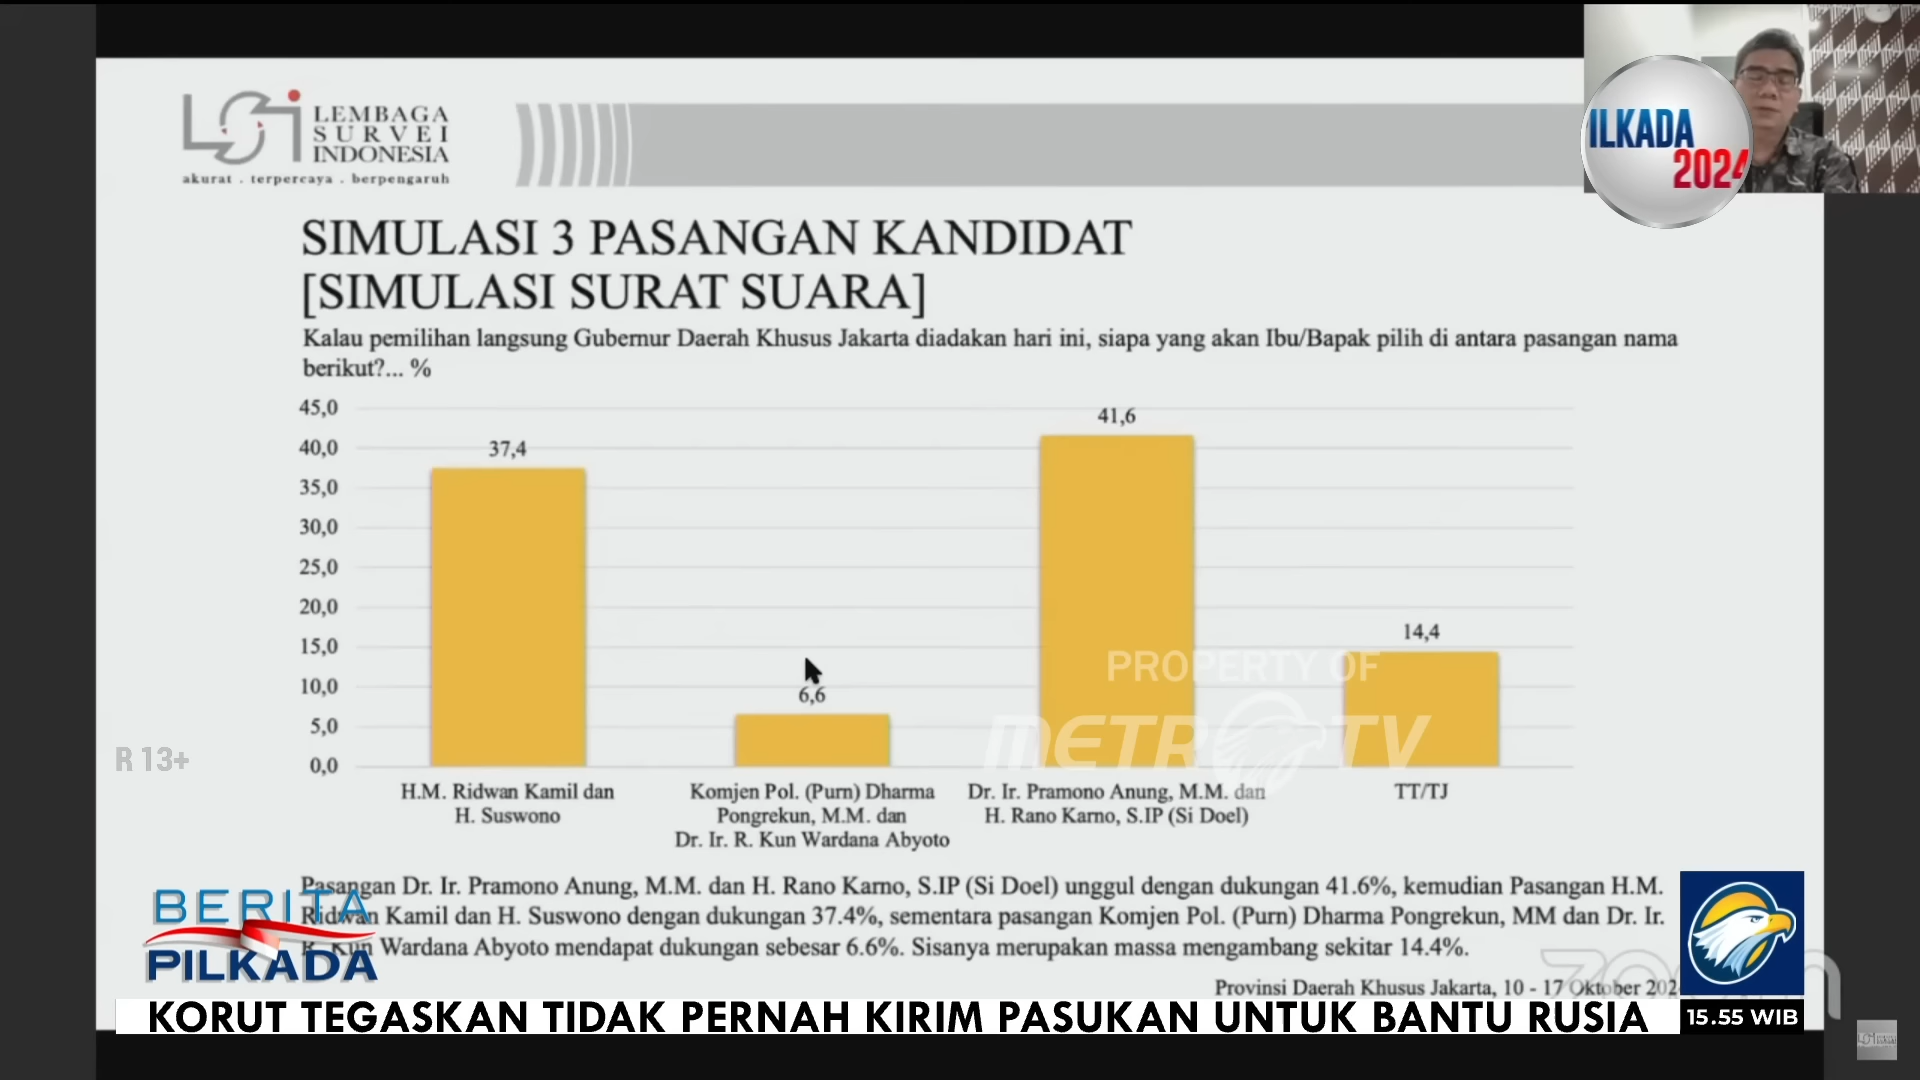 LSI LEMBAGA
SURVEI
INDONESIA
akurat . terpercaya . berpengaruh
ILKADA
2024
SIMULASI 3 PASANGAN KANDIDAT
[SIMULASI SURAT SUARA]
Kalau pemilihan langsung Gubernur Daerah Khusus Jakarta diadakan hari ini, siapa yang akan Ibu/Bapak pilih di antara pasangan nama
berikut?... %
45,0
40,0
35,0
30,0
25,0
20,0
15,0
10,0
5,0
0,0
37,4
6,6
41,6
14,4
H.M. Ridwan Kamil dan
H. Suswono
Komjen Pol. (Purn) Dharma
Pongrekun, M.M. dan
Dr. Ir. R. Kun Wardana Abyoto
Dr. Ir. Pramono Anung, M.M. dan
H. Rano Karno, S.IP (Si Doel)
TT/TJ
PROPERTY OF
METRO TV
R 13+
Pasangan Dr. Ir. Pramono Anung, M.M. dan H. Rano Karno, S.IP (Si Doel) unggul dengan dukungan 41.6%, kemudian Pasangan H.M.
Ridwan Kamil dan H. Suswono dengan dukungan 37.4%, sementara pasangan Komjen Pol. (Purn) Dharma Pongrekun, MM dan Dr. Ir.
R. Kun Wardana Abyoto mendapat dukungan sebesar 6.6%. Sisanya merupakan massa mengambang sekitar 14.4%.
BERITA
PILKADA
zoom
Provinsi Daerah Khusus Jakarta, 10 - 17 Oktober 202
KORUT TEGASKAN TIDAK PERNAH KIRIM PASUKAN UNTUK BANTU RUSIA
15.55 WIB